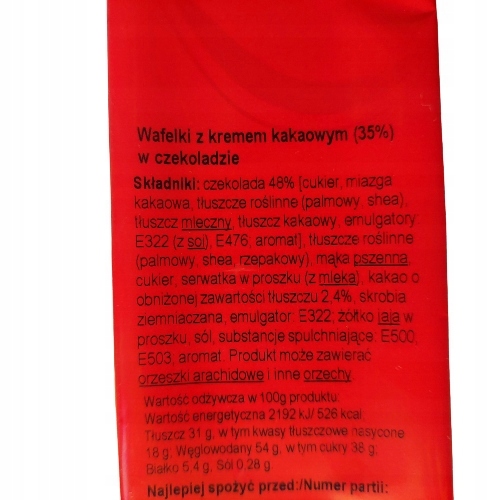 Wafelki z kremem kakaowym (35%)
w czekoladzie
Składniki: czekolada 48% [cukier, miazga
kakaowa, tłuszcze roślinne (palmowy, shea),
tłuszcz mleczny, tłuszcz kakaowy, emulgatory:
E322 (z soi), E476, aromat], tłuszcze roślinne
(palmowy, shea, rzepakowy), mąka pszenna,
cukier, serwatka w proszku (z mleka), kakao o
obniżonej zawartości tłuszczu 2,4%, skrobia
ziemniaczana, emulgator: E322; żółtko jaja w
proszku, sól, substancje spulchniające: E500,
E503, aromat. Produkt może zawierać
orzeszki arachidowe i inne orzechy.
Wartość odżywcza w 100g produktu:
Wartość energetyczna 2192 kJ/ 526 kcal,
Tłuszcz 31 g, w tym kwasy tłuszczowe nasycone
18 g; Węglowodany 54 g, w tym cukry 38 g;
Białko 5,4 g, Sól 0,28 g.
Najlepiej spożyć przed:/Numer partii: